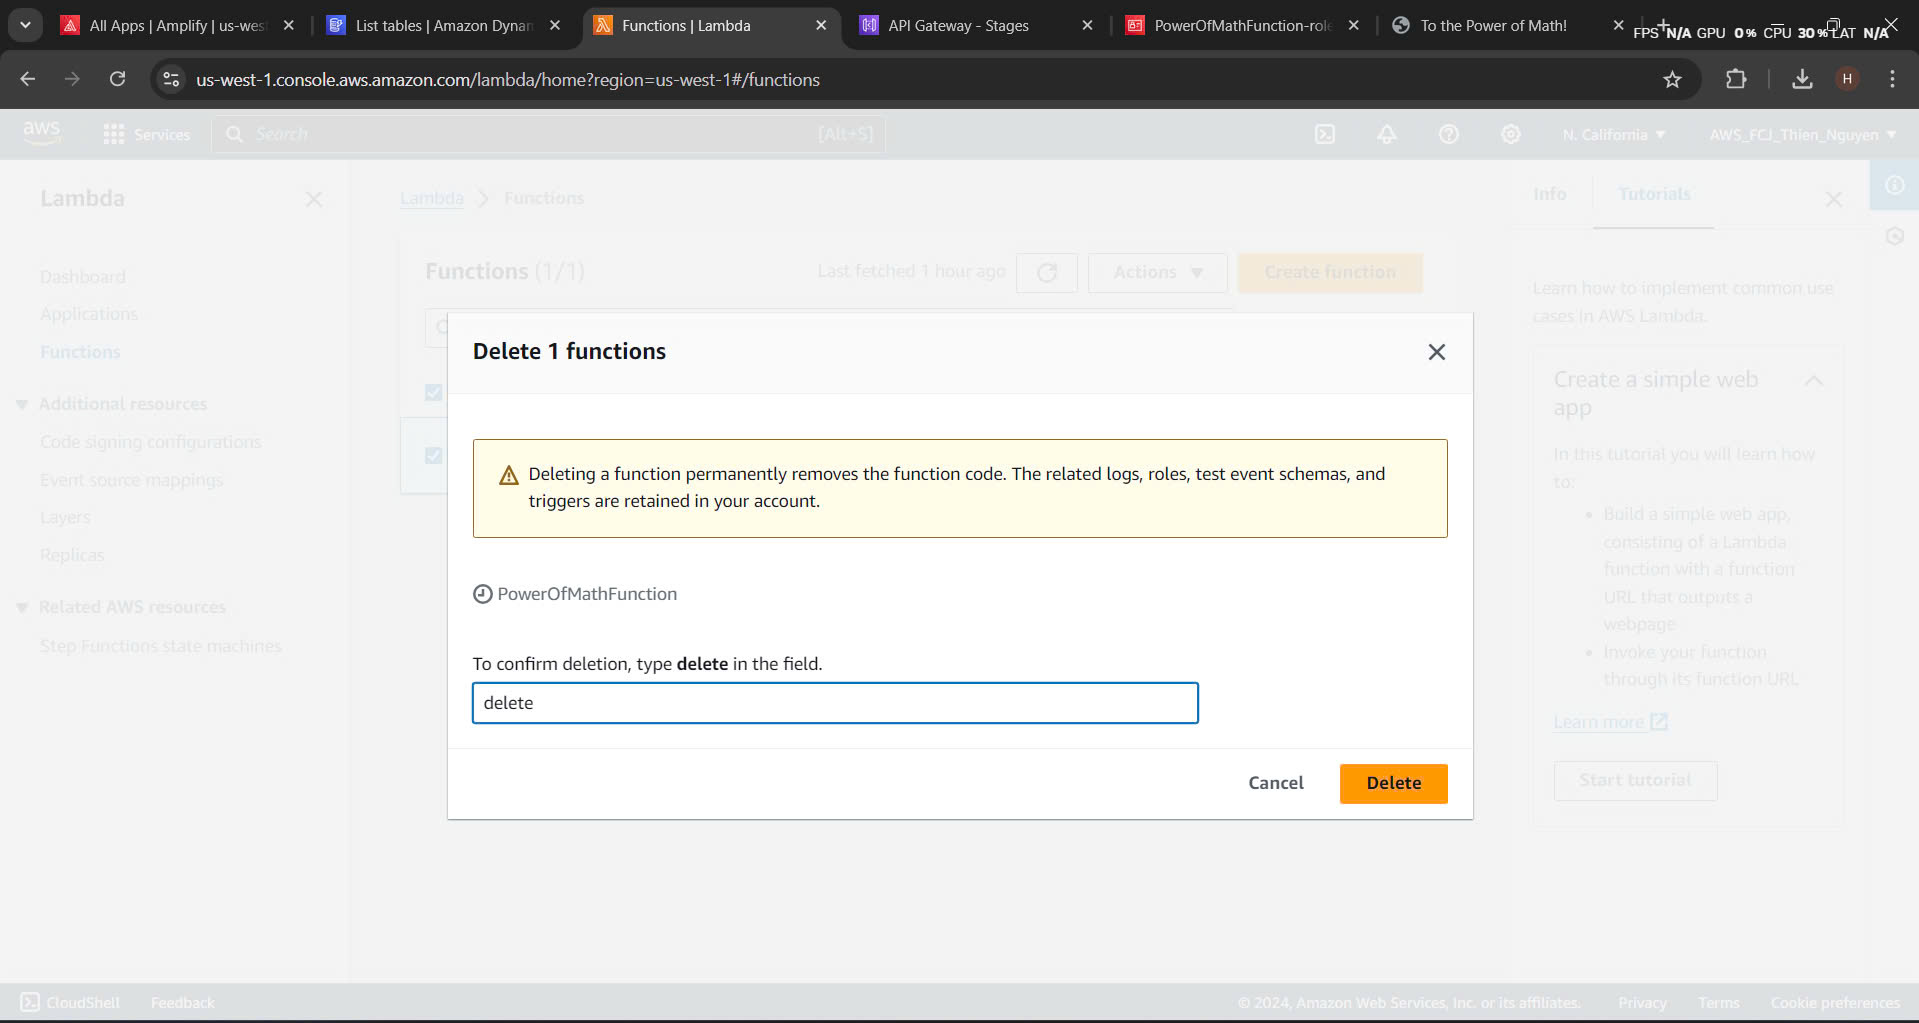 All Apps | Amplify | us-wes
List tables | Amazon Dynan
Functions | Lambda
API Gateway - Stages
PowerOfMathFunction-role
To the Power of Math!
FPS N/A GPU 0% CPU 30% LAT N/A
us-west-1.console.aws.amazon.com/lambda/home?region=us-west-1#/functions
H
aws
Services
Search
[Alt+S]
N. California
AWS_FCJ_Thien_Nguyen
Lambda
Dashboard
Applications
Functions
Additional resources
Code signing configurations
Event source mappings
Layers
Replicas
Related AWS resources
Step Functions state machines
Lambda
Functions
Functions (1/1)
Last fetched 1 hour ago
Actions
Create function
Delete 1 functions
Deleting a function permanently removes the function code. The related logs, roles, test event schemas, and
triggers are retained in your account.
PowerOfMathFunction
To confirm deletion, type delete in the field.
delete
Cancel
Delete
Info
Tutorials
Learn how to implement common use
cases in AWS Lambda.
Create a simple web
app
In this tutorial you will learn how
to:
• Build a simple web app,
consisting of a Lambda
function with a function
URL that outputs a
webpage
• Invoke your function
through its function URL
Learn more
Start tutorial
CloudShell
Feedback
© 2024, Amazon Web Services, Inc. or its affiliates.
Privacy
Terms
Cookie preferences